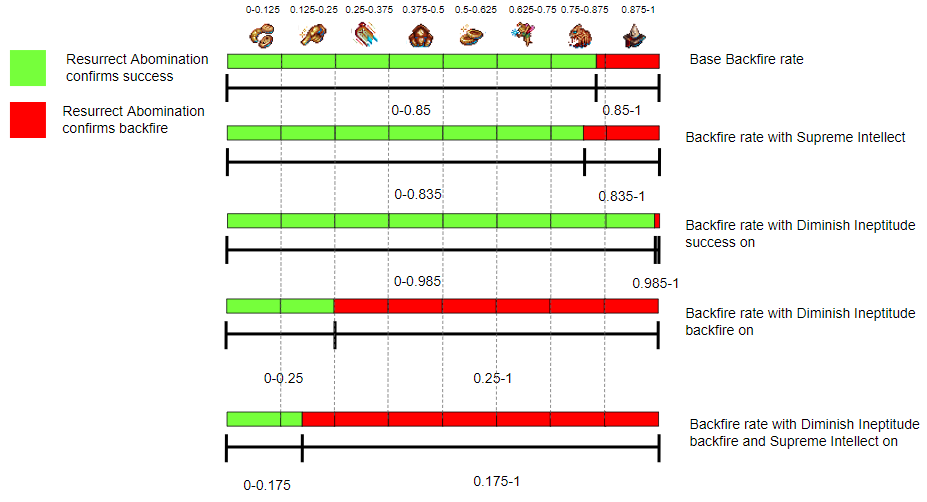 0-0.125 0.125-0.25 0.25-0.375 0.375-0.5 0.5-0.625 0.625-0.75 0.75-0.875 0.875-1
Resurrect Abomination
confirms success
Base Backfire rate
Resurrect Abomination
confirms backfire
0-0.85 0.85-1
Backfire rate with Supreme Intellect
0-0.835 0.835-1
Backfire rate with Diminish Ineptitude
success on
0-0.985 0.985-1
Backfire rate with Diminish Ineptitude
backfire on
0-0.25 0.25-1
Backfire rate with Diminish Ineptitude
backfire and Supreme Intellect on
0-0.175 0.175-1